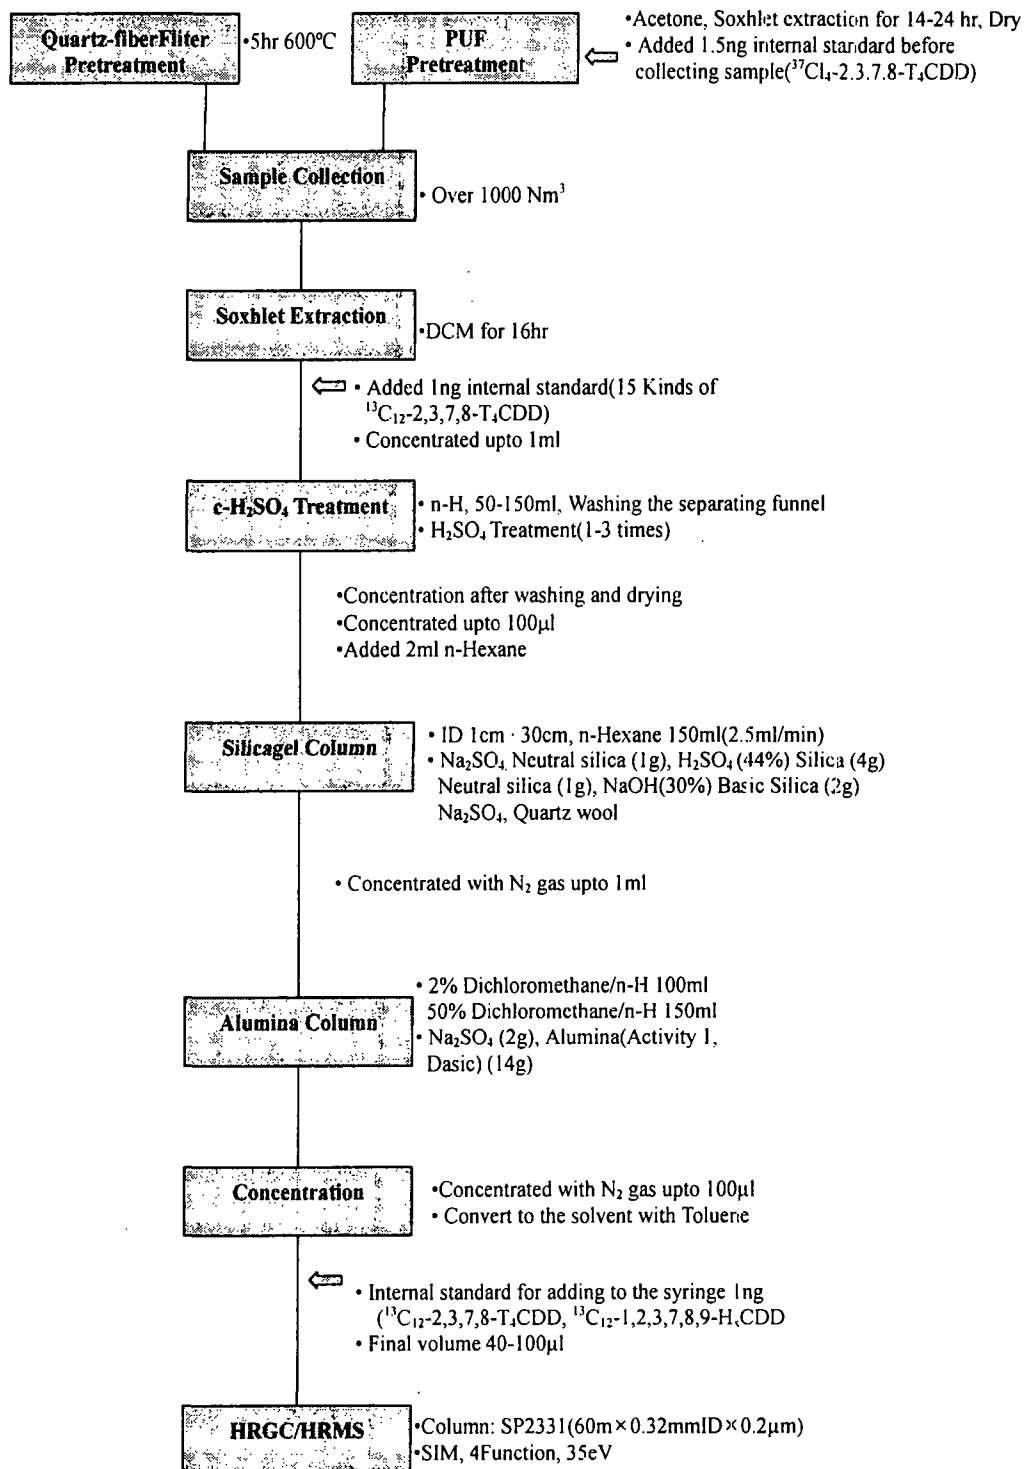 Quartz-fiberFliter
Pretreatment
•5hr 600ºC
PUF
Pretreatment
•Acetone, Soxhlet extraction for 14-24 hr, Dry
• Added 1.5ng internal standard before
collecting sample(³⁷Cl₄-2.3.7.8-T₄CDD)
Sample Collection
• Over 1000 Nm³
Soxhlet Extraction
•DCM for 16hr
• Added 1ng internal standard(15 Kinds of
¹³C₁₂-2,3,7,8-T₄CDD)
• Concentrated upto 1ml
c-H₂SO₄ Treatment
• n-H, 50-150ml, Washing the separating funnel
• H₂SO₄ Treatment(1-3 times)
•Concentration after washing and drying
•Concentrated upto 100µl
•Added 2ml n-Hexane
Silicagel Column
• ID 1cm · 30cm, n-Hexane 150ml(2.5ml/min)
• Na₂SO₄, Neutral silica (1g), H₂SO₄ (44%) Silica (4g)
Neutral silica (1g), NaOH(30%) Basic Silica (2g)
Na₂SO₄, Quartz wool
• Concentrated with N₂ gas upto 1ml
Alumina Column
• 2% Dichloromethane/n-H 100ml
50% Dichloromethane/n-H 150ml
• Na₂SO₄ (2g), Alumina(Activity 1,
Dasic) (14g)
Concentration
•Concentrated with N₂ gas upto 100µl
• Convert to the solvent with Toluene
• Internal standard for adding to the syringe 1ng
(¹³C₁₂-2,3,7,8-T₄CDD, ¹³C₁₂-1,2,3,7,8,9-HₓCDD
• Final volume 40-100µl
HRGC/HRMS
•Column: SP2331(60m×0.32mmID×0.2µm)
•SIM, 4Function, 35eV